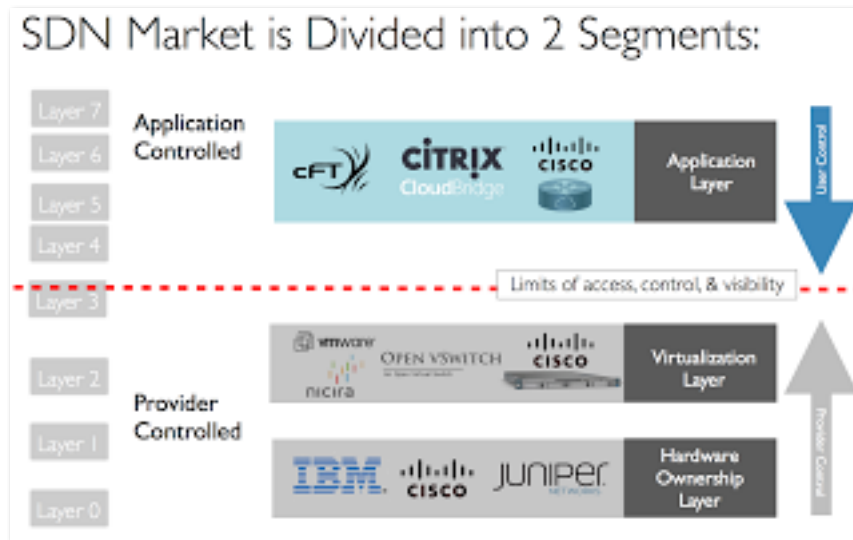 SDN Market is Divided into 2 Segments:
Layer 7
Layer 6
Layer 5
Layer 4
Layer 3
Layer 2
Layer 1
Layer 0
Application
Controlled
cFT
CITRIX
CloudBridge
CISCO
Application
Layer
User Control
Limits of access, control, & visibility
Provider
Controlled
vmware
nicira
OPEN VSWITCH
CISCO
Virtualization
Layer
IBM
CISCO
JUNIPER
NETWORKS
Hardware
Ownership
Layer
Provider Control